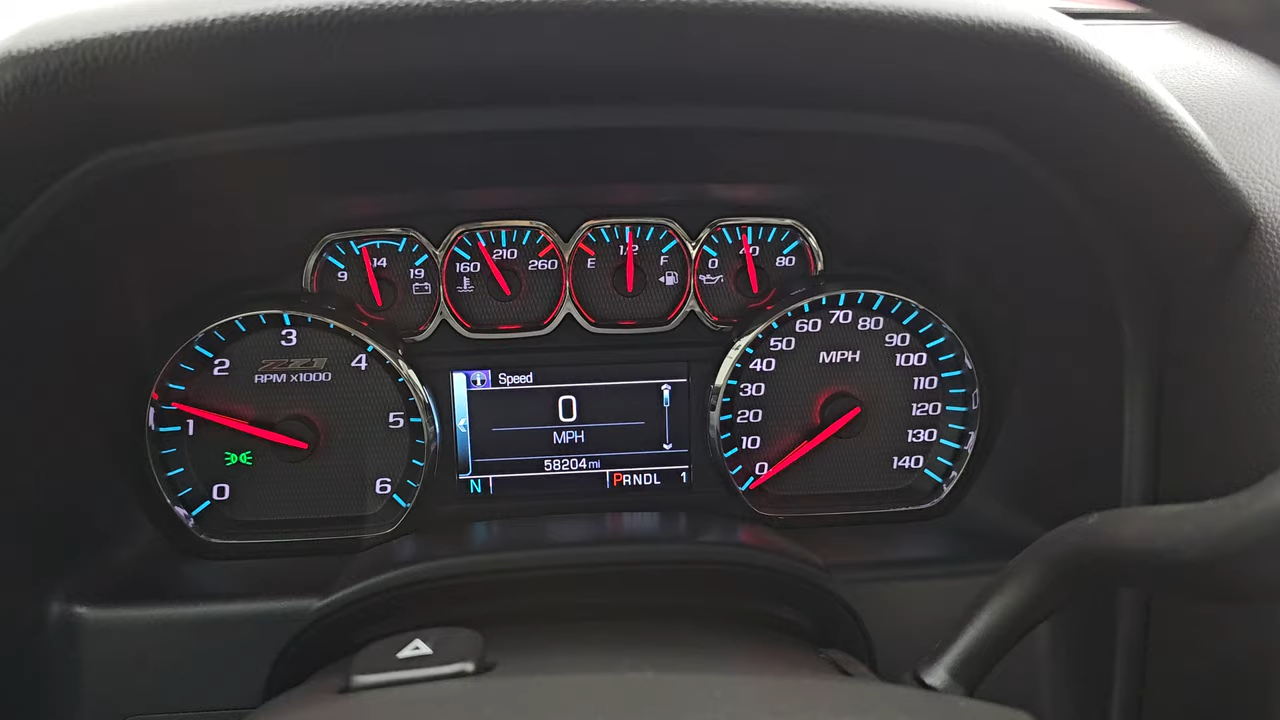 9 14 19
160 210 260
E 1/2 F
0 40 80
0 1 2 3 4 5 6
Z71
RPM x1000
Speed
0
MPH
58204 mi
N PRNDL 1
0 10 20 30 40 50 60 70 80 90 100 110 120 130 140
MPH